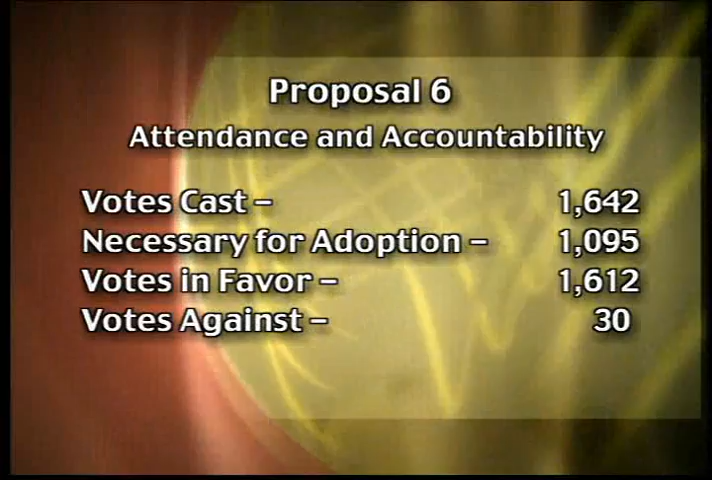 Proposal 6
Attendance and Accountability
Votes Cast – 1,642
Necessary for Adoption – 1,095
Votes in Favor – 1,612
Votes Against – 30